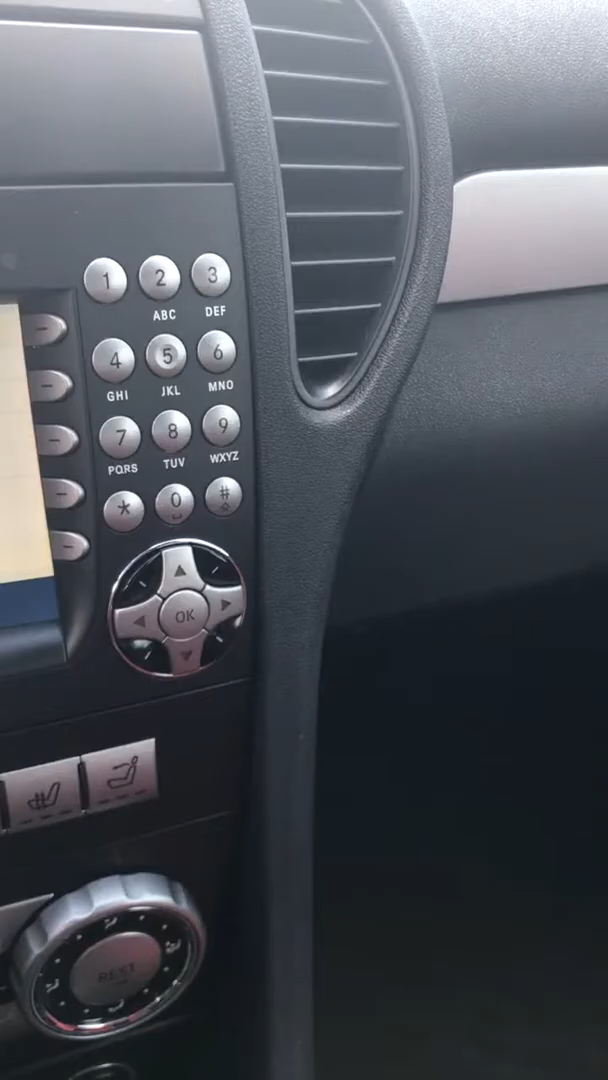 1 2 3
ABC DEF
4 5 6
GHI JKL MNO
7 8 9
PQRS TUV WXYZ
* 0 #
OK
REST